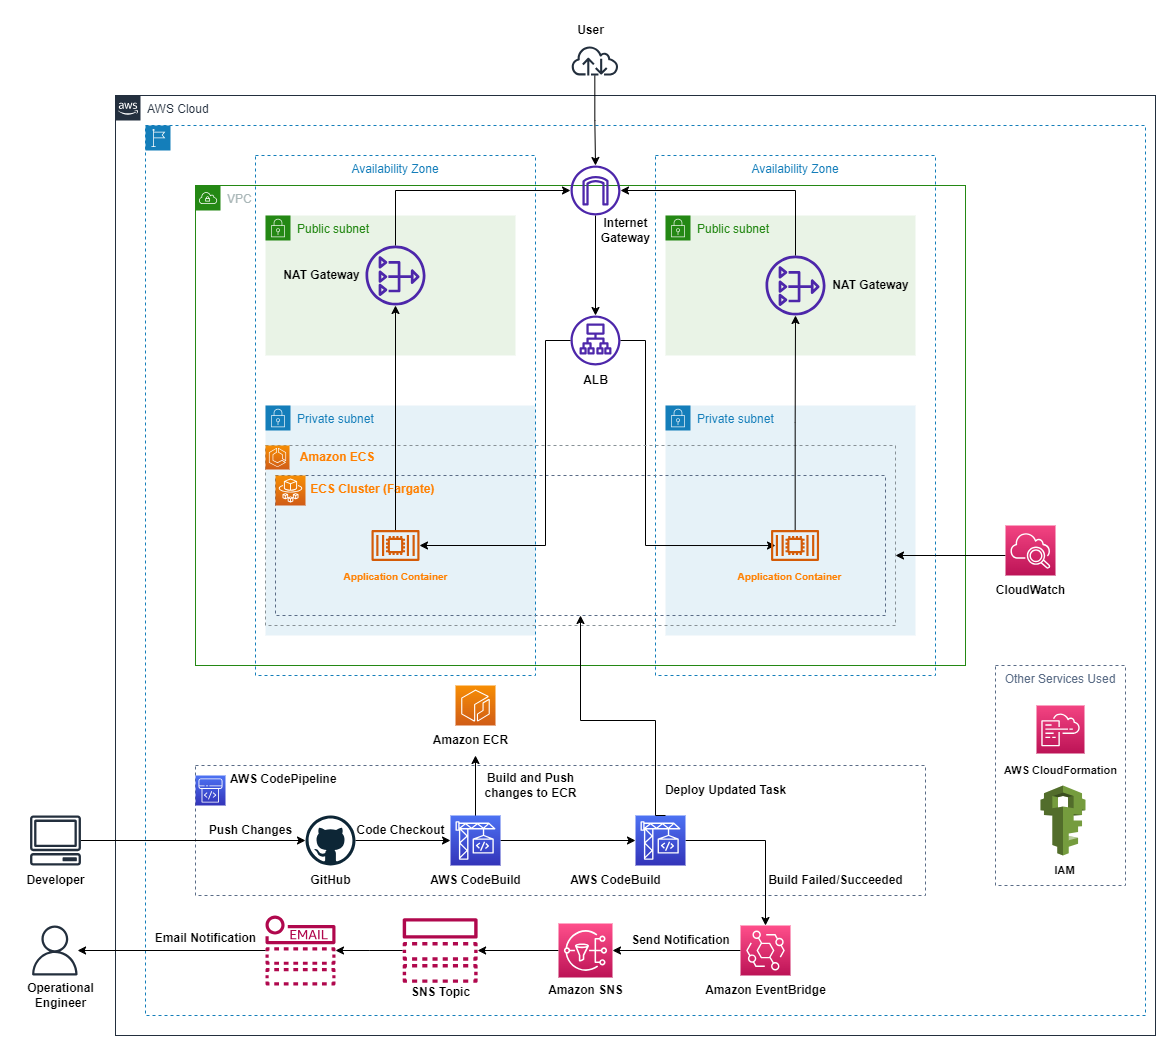 User
aws
AWS Cloud
Availability Zone
Availability Zone
VPC
Public subnet
Internet
Gateway
Public subnet
NAT Gateway
NAT Gateway
ALB
Private subnet
Private subnet
Amazon ECS
ECS Cluster (Fargate)
Application Container
Application Container
CloudWatch
Other Services Used
AWS CloudFormation
IAM
Amazon ECR
AWS CodePipeline
Build and Push
changes to ECR
Deploy Updated Task
Push Changes
Code Checkout
Developer
GitHub
AWS CodeBuild
AWS CodeBuild
Build Failed/Succeeded
Email Notification
EMAIL
Send Notification
Operational
Engineer
SNS Topic
Amazon SNS
Amazon EventBridge